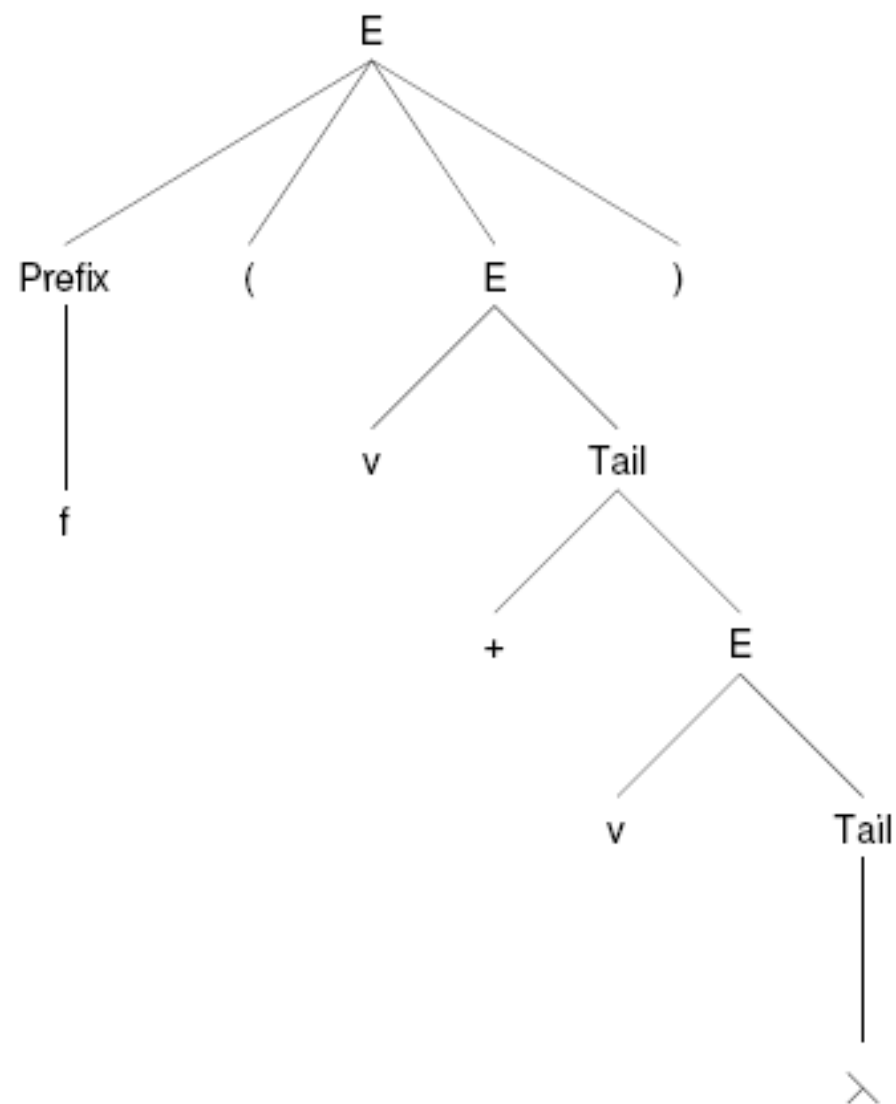 E
Prefix ( E )
v Tail
f
+ E
v Tail
λ